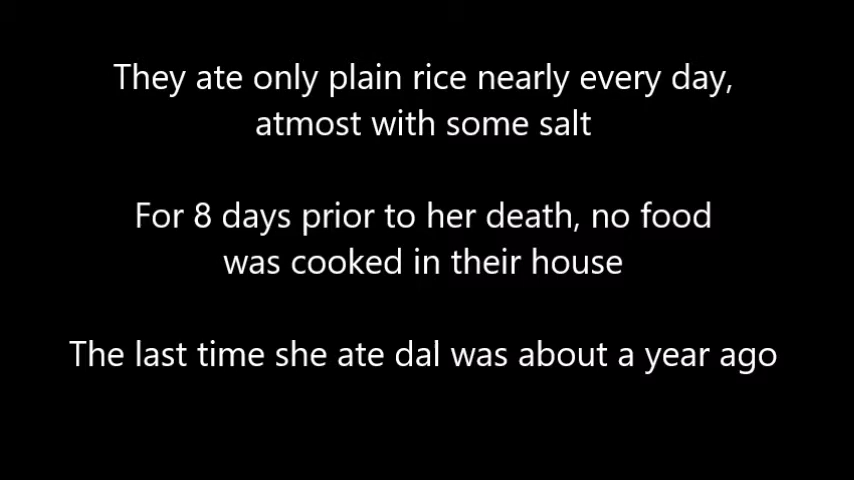 They ate only plain rice nearly every day,
atmost with some salt
For 8 days prior to her death, no food
was cooked in their house
The last time she ate dal was about a year ago